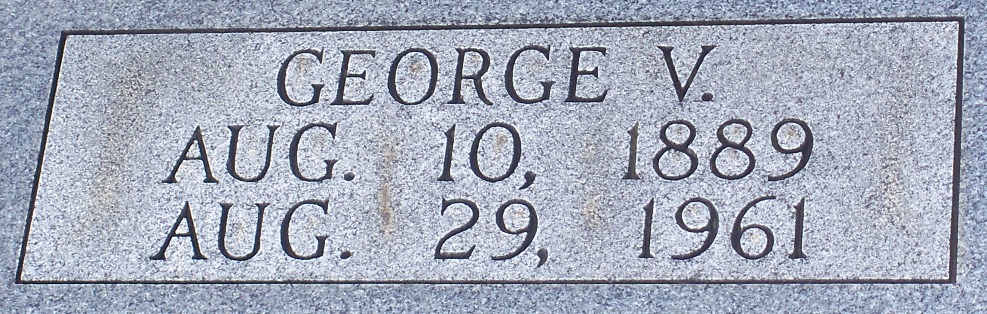 GEORGE V.
AUG. 10, 1889
AUG. 29, 1961